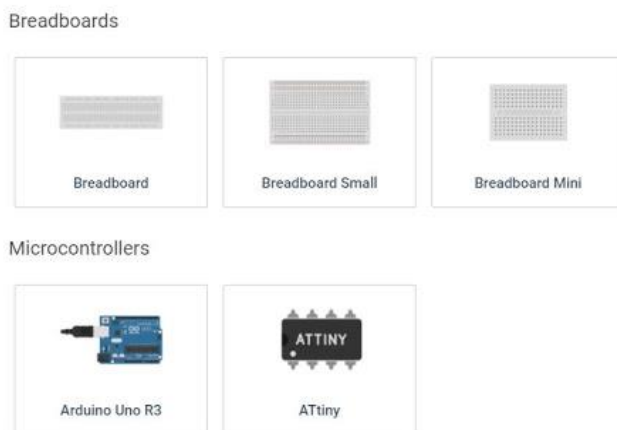 Breadboards
Breadboard
Breadboard Small
Breadboard Mini
Microcontrollers
ATTINY
Arduino Uno R3
ATtiny